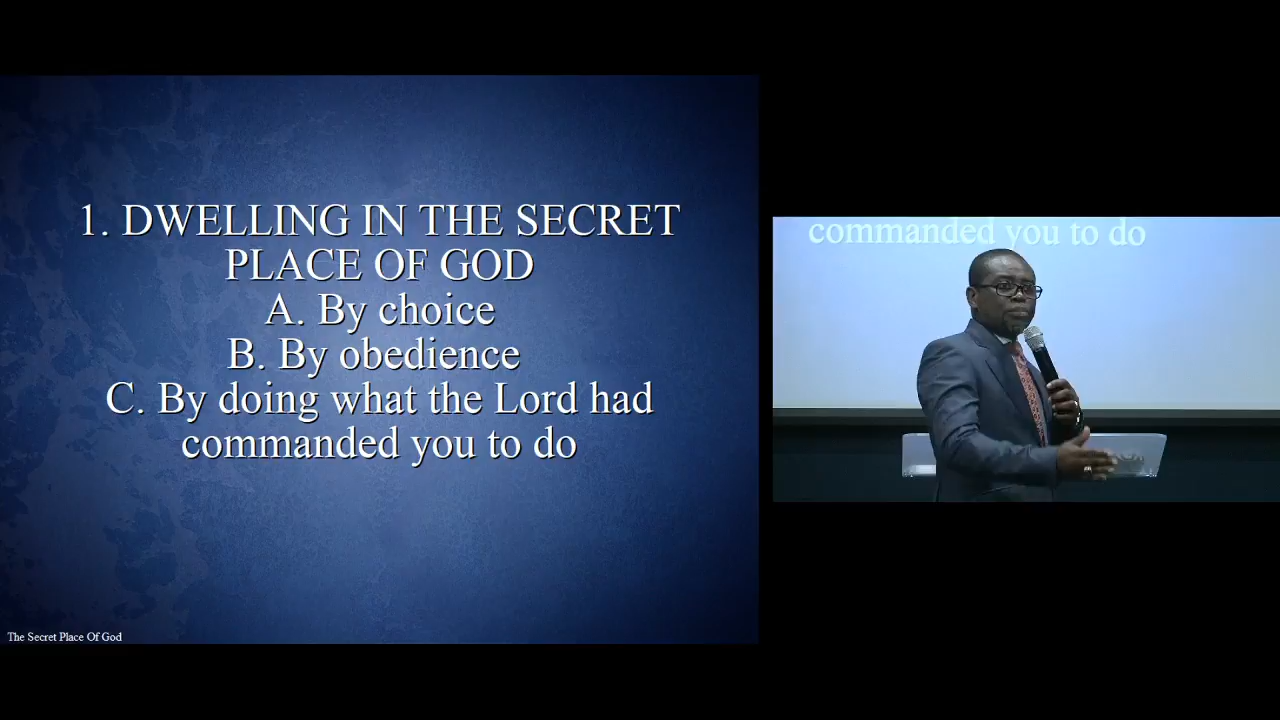 1. DWELLING IN THE SECRET
PLACE OF GOD
A. By choice
B. By obedience
C. By doing what the Lord had
commanded you to do
The Secret Place Of God
commanded you to do